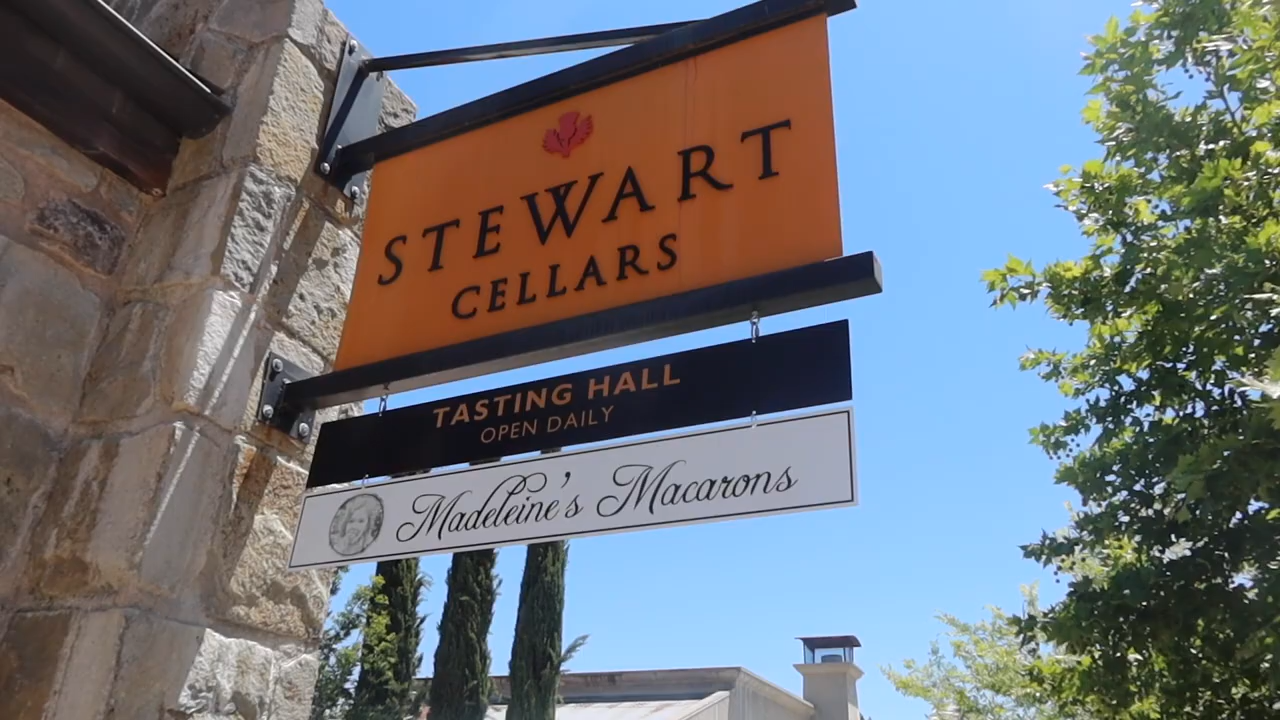 STEWART
CELLARS
TASTING HALL
OPEN DAILY
Madeleine's Macarons